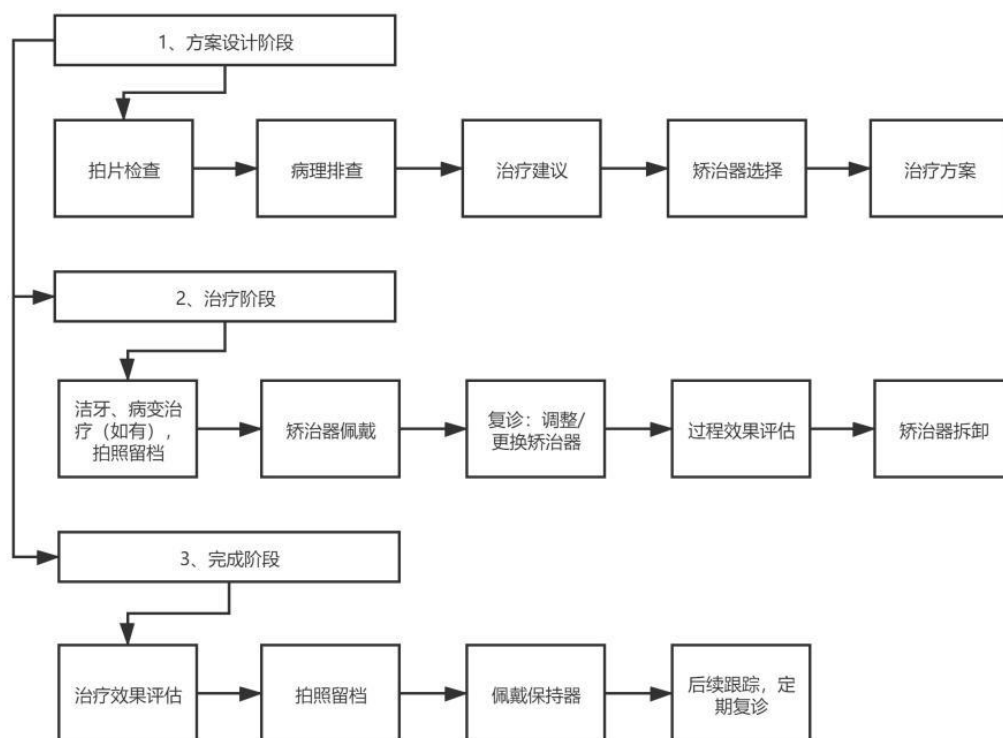 1、方案设计阶段
拍片检查
病理排查
治疗建议
矫治器选择
治疗方案
2、治疗阶段
洁牙、病变治
疗（如有），
拍照留档
矫治器佩戴
复诊：调整/
更换矫治器
过程效果评估
矫治器拆卸
3、完成阶段
治疗效果评估
拍照留档
佩戴保持器
后续跟踪，定
期复诊